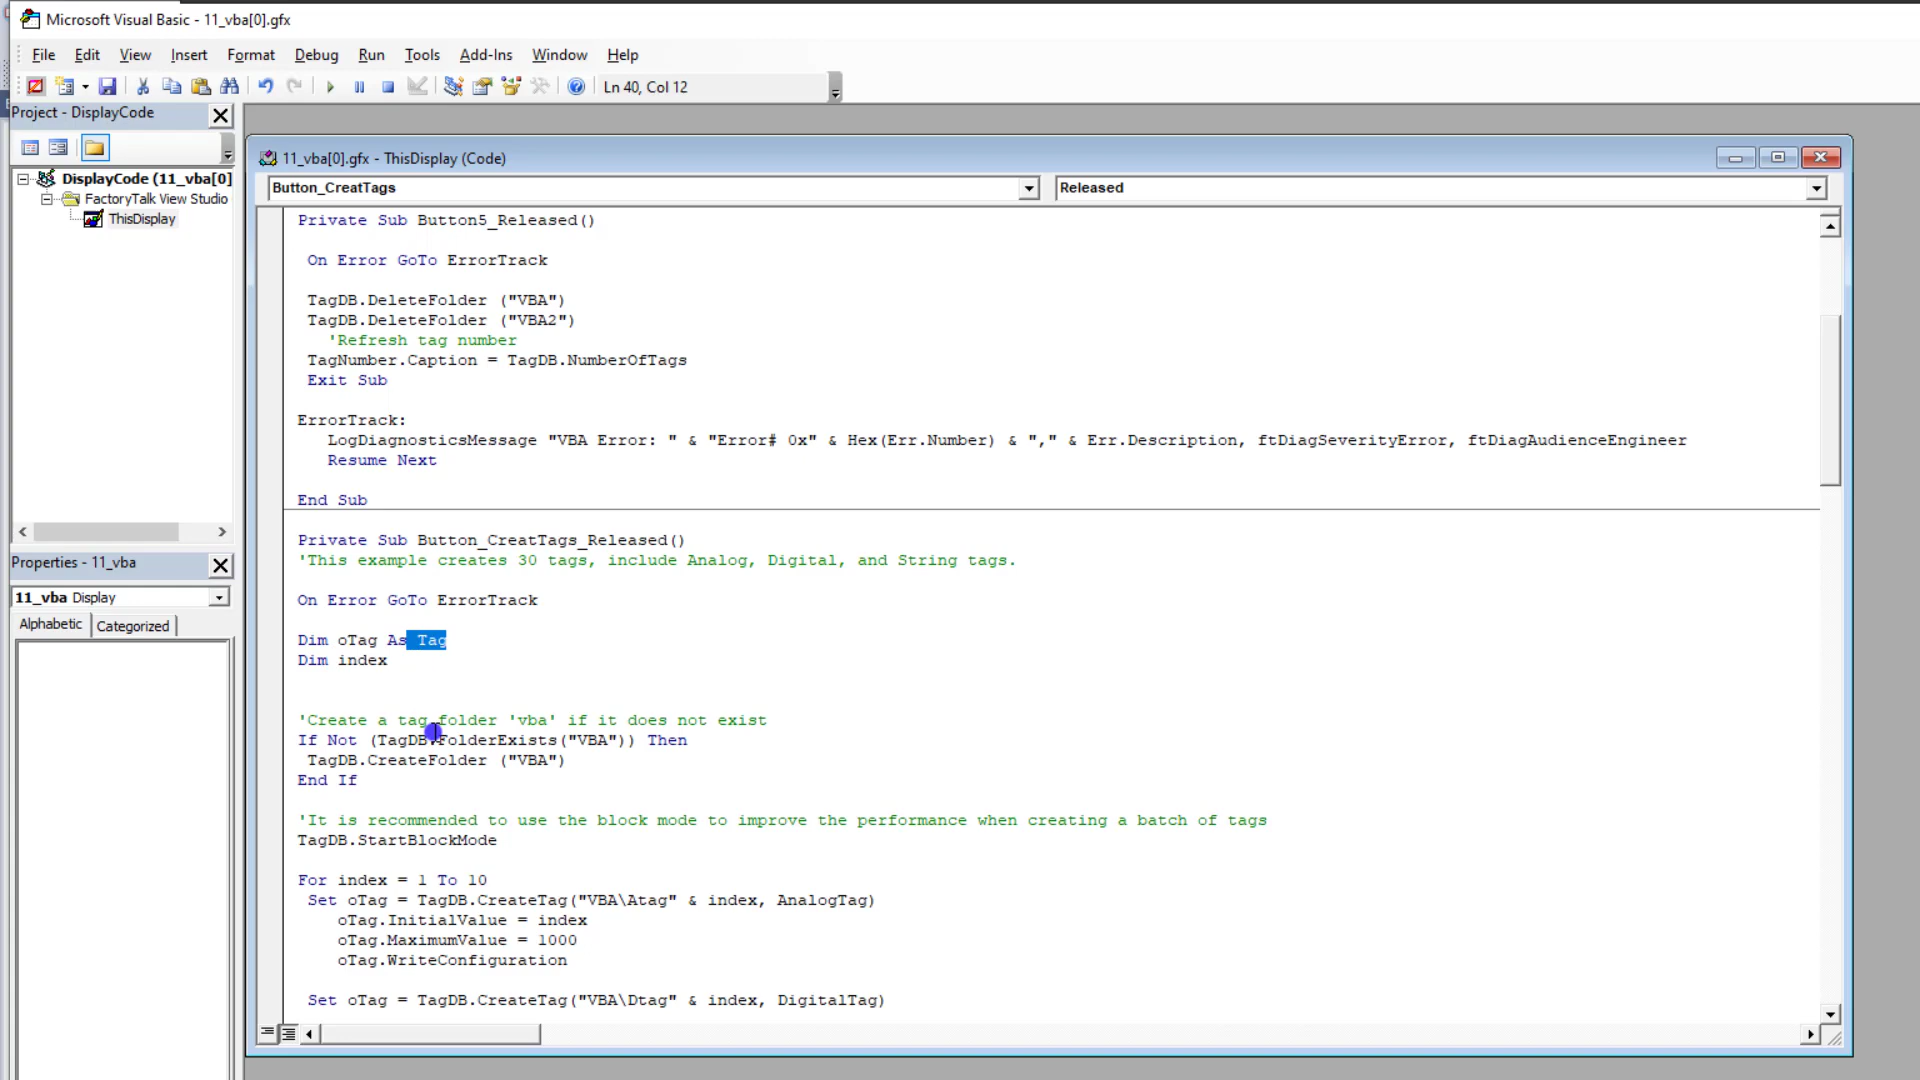 Microsoft Visual Basic - 11_vba[0].gfx
File Edit View Insert Format Debug Run Tools Add-Ins Window Help
Ln 40, Col 12
Project - DisplayCode
DisplayCode (11_vba[0]
FactoryTalk View Studio
ThisDisplay
Properties - 11_vba
11_vba Display
Alphabetic Categorized
11_vba[0].gfx - ThisDisplay (Code)
Button_CreatTags Released
Private Sub Button5_Released()
On Error GoTo ErrorTrack
TagDB.DeleteFolder ("VBA")
TagDB.DeleteFolder ("VBA2")
'Refresh tag number
TagNumber.Caption = TagDB.NumberOfTags
Exit Sub
ErrorTrack:
LogDiagnosticsMessage "VBA Error: " & "Error# 0x" & Hex(Err.Number) & "," & Err.Description, ftDiagSeverityError, ftDiagAudienceEngineer
Resume Next
End Sub
Private Sub Button_CreatTags_Released()
'This example creates 30 tags, include Analog, Digital, and String tags.
On Error GoTo ErrorTrack
Dim oTag As Tag
Dim index
'Create a tag folder 'vba' if it does not exist
If Not (TagDB.FolderExists("VBA")) Then
TagDB.CreateFolder ("VBA")
End If
'It is recommended to use the block mode to improve the performance when creating a batch of tags
TagDB.StartBlockMode
For index = 1 To 10
Set oTag = TagDB.CreateTag("VBA\Atag" & index, AnalogTag)
oTag.InitialValue = index
oTag.MaximumValue = 1000
oTag.WriteConfiguration
Set oTag = TagDB.CreateTag("VBA\Dtag" & index, DigitalTag)